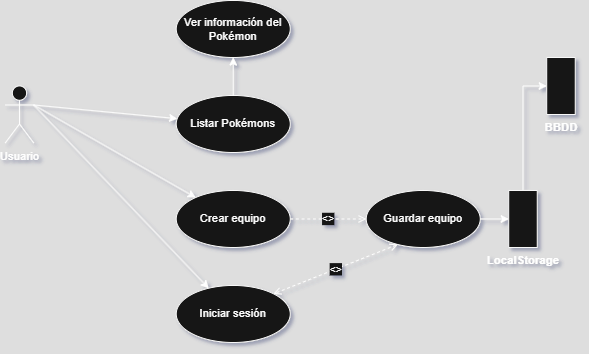 Ver información del
Pokémon
Listar Pokémons
Usuario
BBDD
Crear equipo
<>
Guardar equipo
LocalStorage
<>
Iniciar sesión